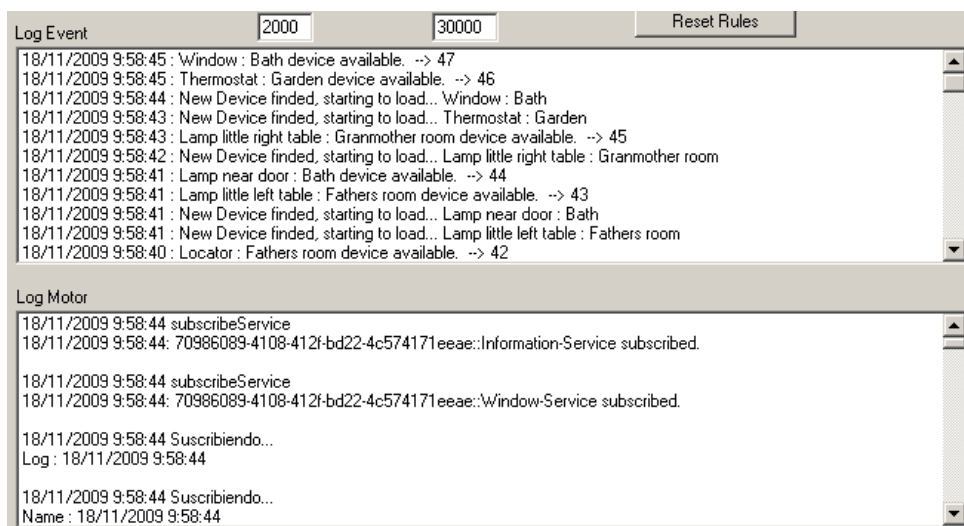 Log Event 2000 30000 Reset Rules
18/11/2009 9:58:45 : Window : Bath device available. --> 47
18/11/2009 9:58:45 : Thermostat : Garden device available. --> 46
18/11/2009 9:58:44 : New Device finded, starting to load... Window : Bath
18/11/2009 9:58:43 : New Device finded, starting to load... Thermostat : Garden
18/11/2009 9:58:43 : Lamp little right table : Granmother room device available. --> 45
18/11/2009 9:58:42 : New Device finded, starting to load... Lamp little right table : Granmother room
18/11/2009 9:58:41 : Lamp near door : Bath device available. --> 44
18/11/2009 9:58:41 : Lamp little left table : Fathers room device available. --> 43
18/11/2009 9:58:41 : New Device finded, starting to load... Lamp near door : Bath
18/11/2009 9:58:41 : New Device finded, starting to load... Lamp little left table : Fathers room
18/11/2009 9:58:40 : Locator : Fathers room device available. --> 42
Log Motor
18/11/2009 9:58:44 subscribeService
18/11/2009 9:58:44: 70986089-4108-412f-bd22-4c574171eeae::Information-Service subscribed.
18/11/2009 9:58:44 subscribeService
18/11/2009 9:58:44: 70986089-4108-412f-bd22-4c574171eeae::Window-Service subscribed.
18/11/2009 9:58:44 Suscribiendo...
Log : 18/11/2009 9:58:44
18/11/2009 9:58:44 Suscribiendo...
Name : 18/11/2009 9:58:44